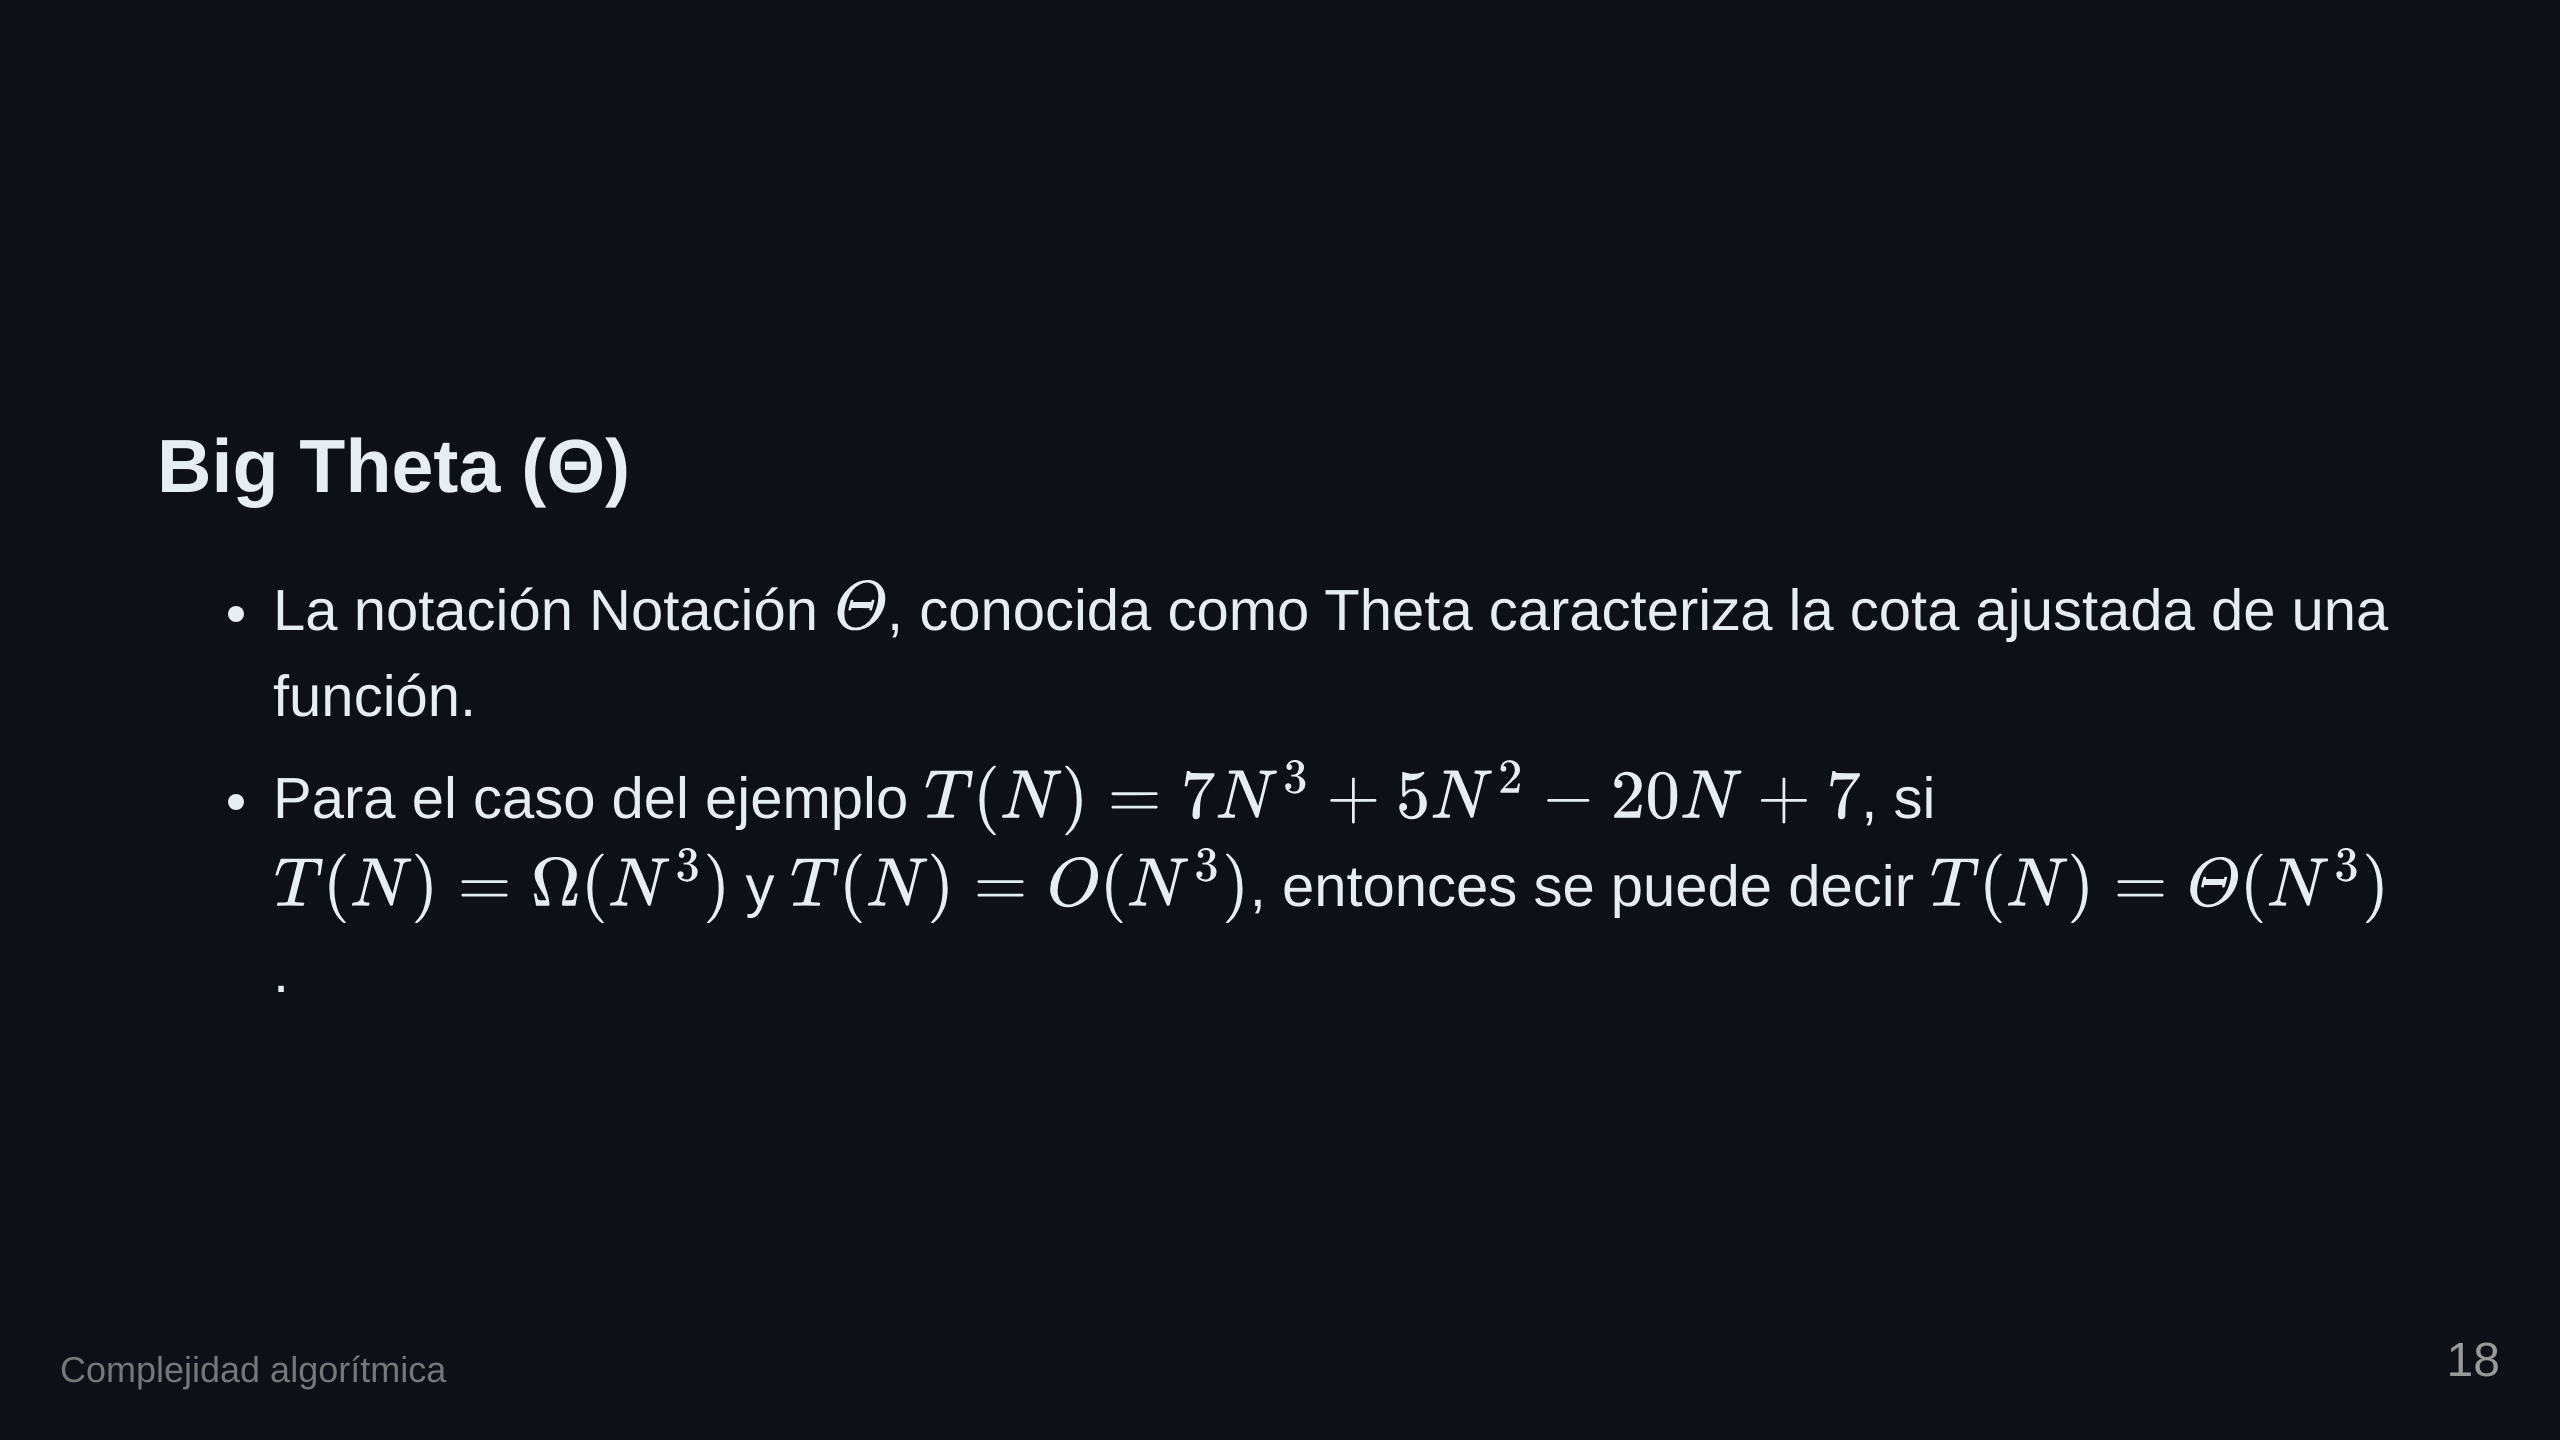 Big Theta (Θ)
• La notación Notación Θ, conocida como Theta caracteriza la cota ajustada de una
función.
• Para el caso del ejemplo T(N) = 7N³ + 5N² − 20N + 7, si
T(N) = Ω(N³) y T(N) = O(N³), entonces se puede decir T(N) = Θ(N³)
.
Complejidad algorítmica
18